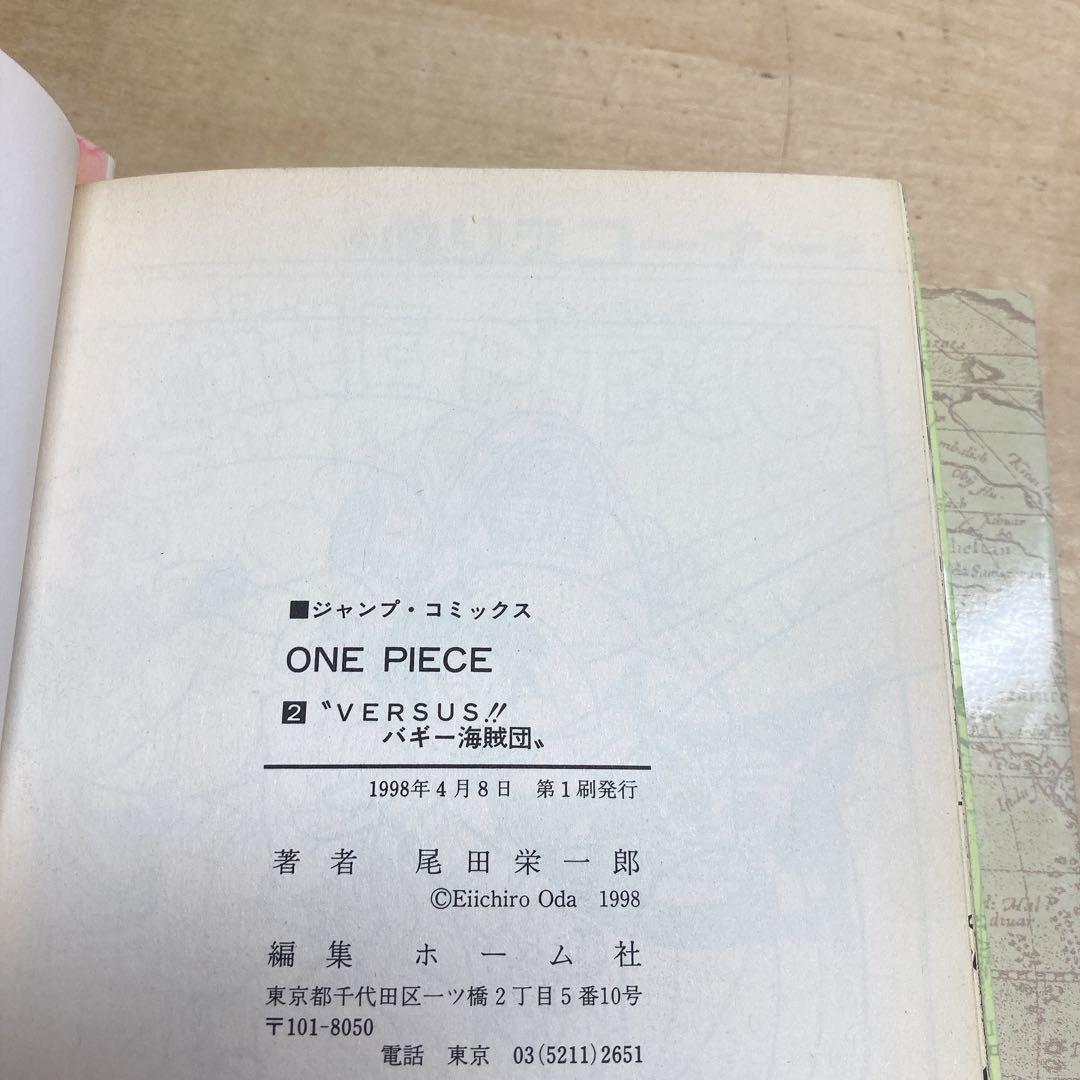 ■ジャンプ・コミックス
ONE PIECE
2 〝VERSUS!!
バギー海賊団〟
1998年4月8日 第1刷発行
著者 尾田栄一郎
©Eiichiro Oda 1998
編集 ホーム社
東京都千代田区一ツ橋2丁目5番10号
〒101-8050
電話 東京 03(5211)2651